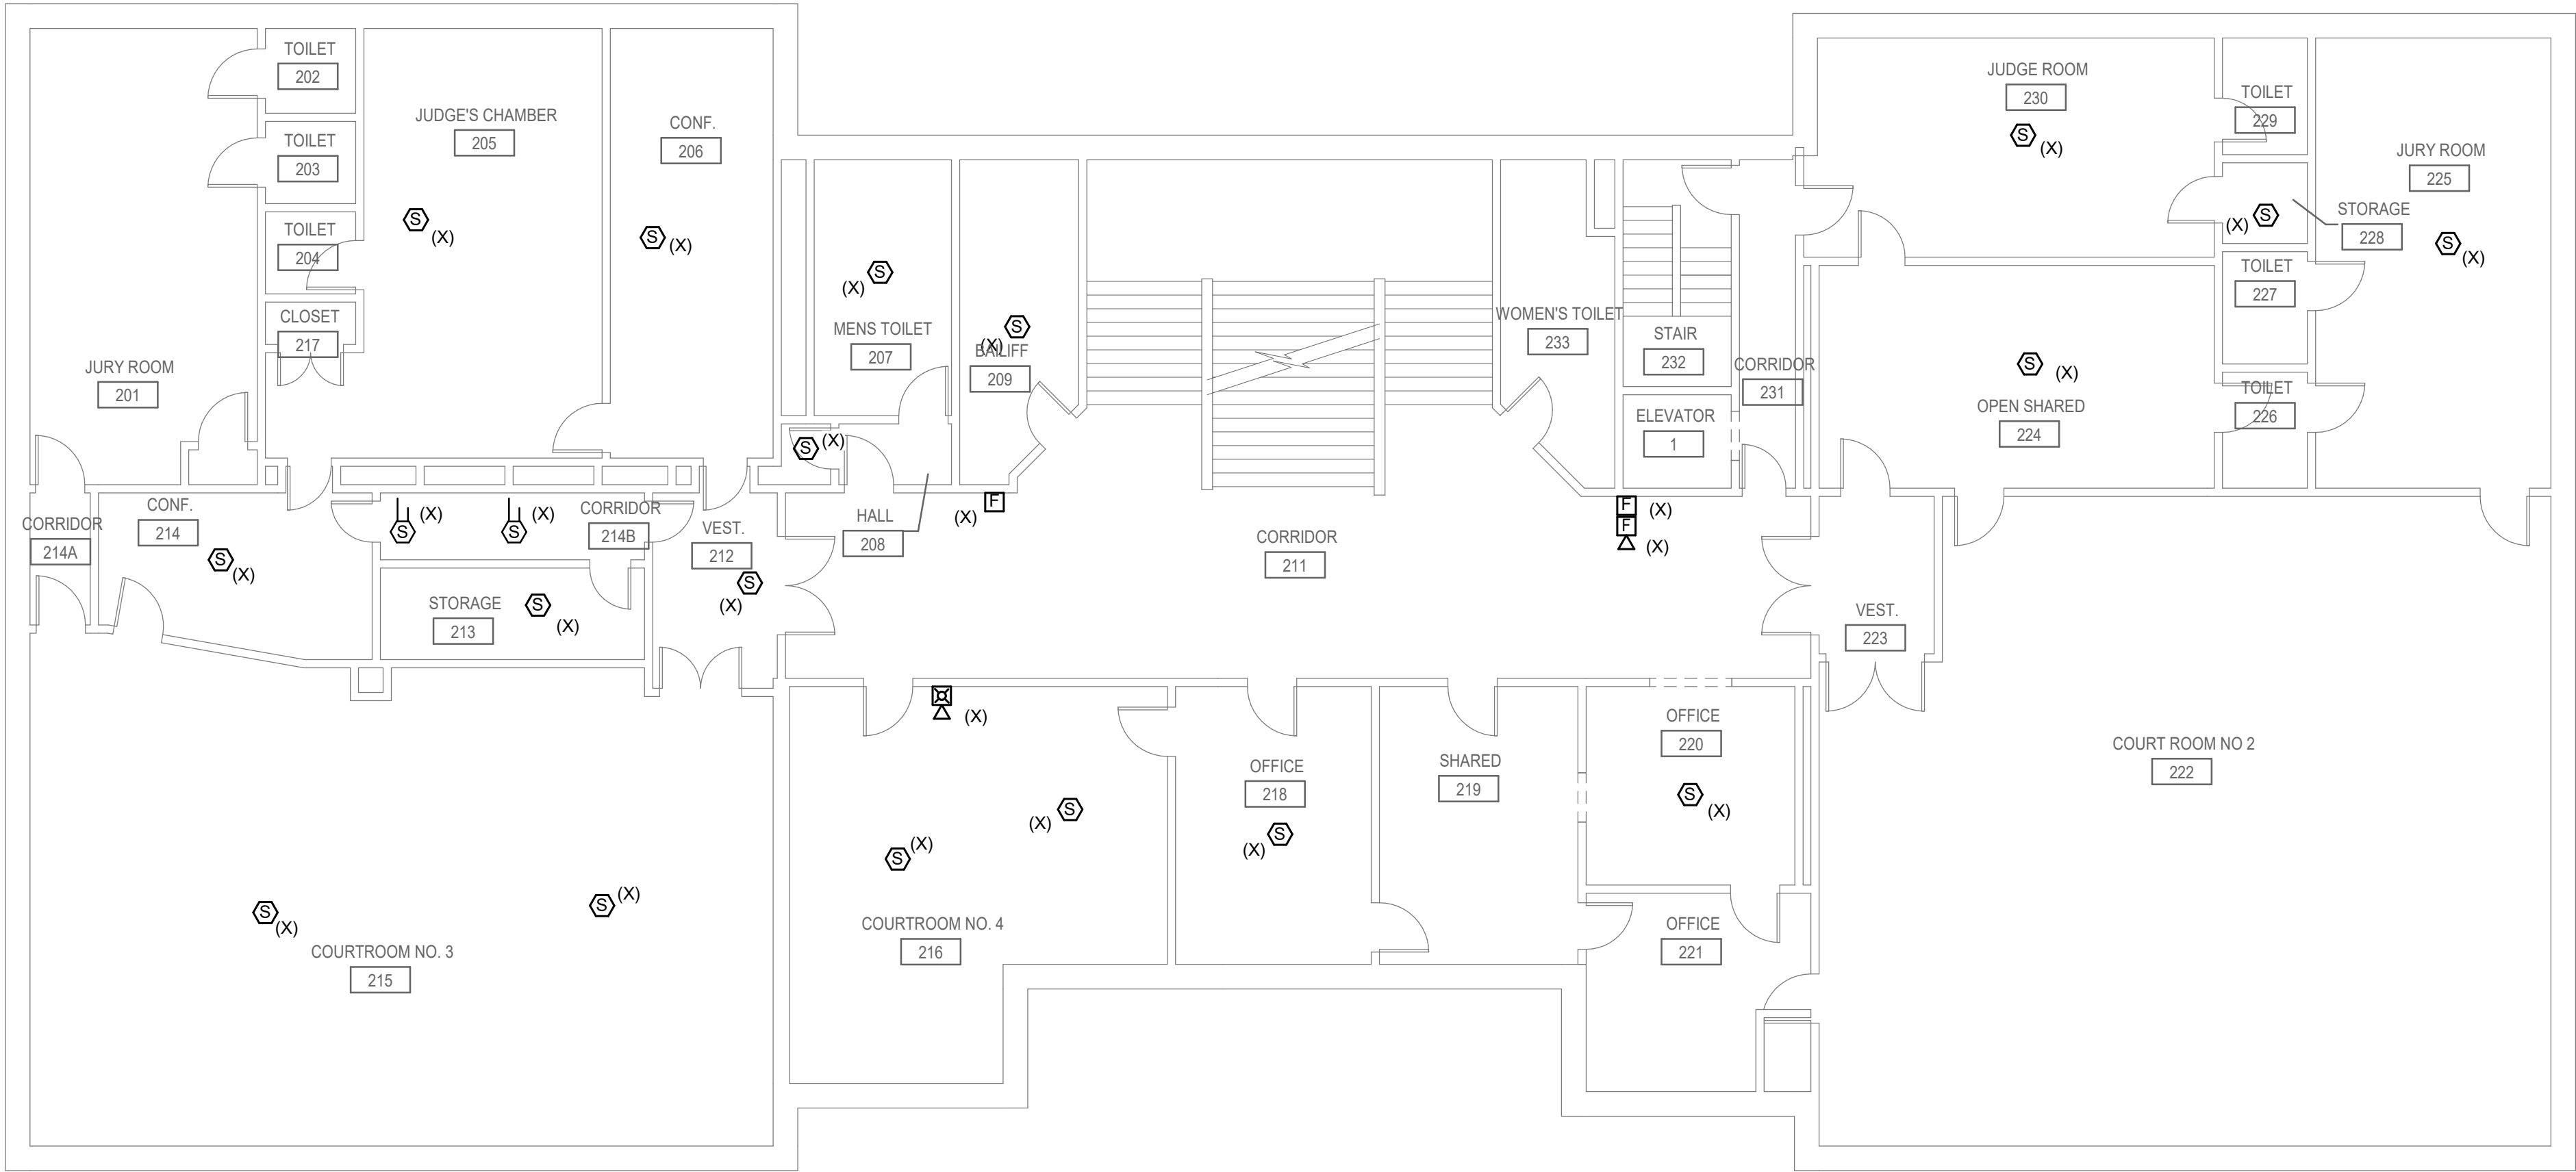 TOILET
202
JUDGE'S CHAMBER
205
CONF.
206
TOILET
203
TOILET
204
CLOSET
217
JURY ROOM
201
S
(X)
S
(X)
S
(X)
MENS TOILET
207
S
(X)
BAILIFF
209
S
(X)
WOMEN'S TOILET
233
STAIR
232
CORRIDOR
231
ELEVATOR
1
JUDGE ROOM
230
S
(X)
TOILET
229
JURY ROOM
225
S
(X)
STORAGE
228
S
(X)
TOILET
227
TOILET
226
S
(X)
OPEN SHARED
224
CORRIDOR
214A
CONF.
214
S
(X)
S
(X)
S
(X)
CORRIDOR
214B
VEST.
212
S
(X)
STORAGE
213
S
(X)
HALL
208
F
(X)
CORRIDOR
211
F
(X)
F
(X)
VEST.
223
(X)
OFFICE
218
S
(X)
SHARED
219
OFFICE
220
S
(X)
COURT ROOM NO 2
222
S
(X)
S
(X)
COURTROOM NO. 4
216
OFFICE
221
S
(X)
S
(X)
COURTROOM NO. 3
215